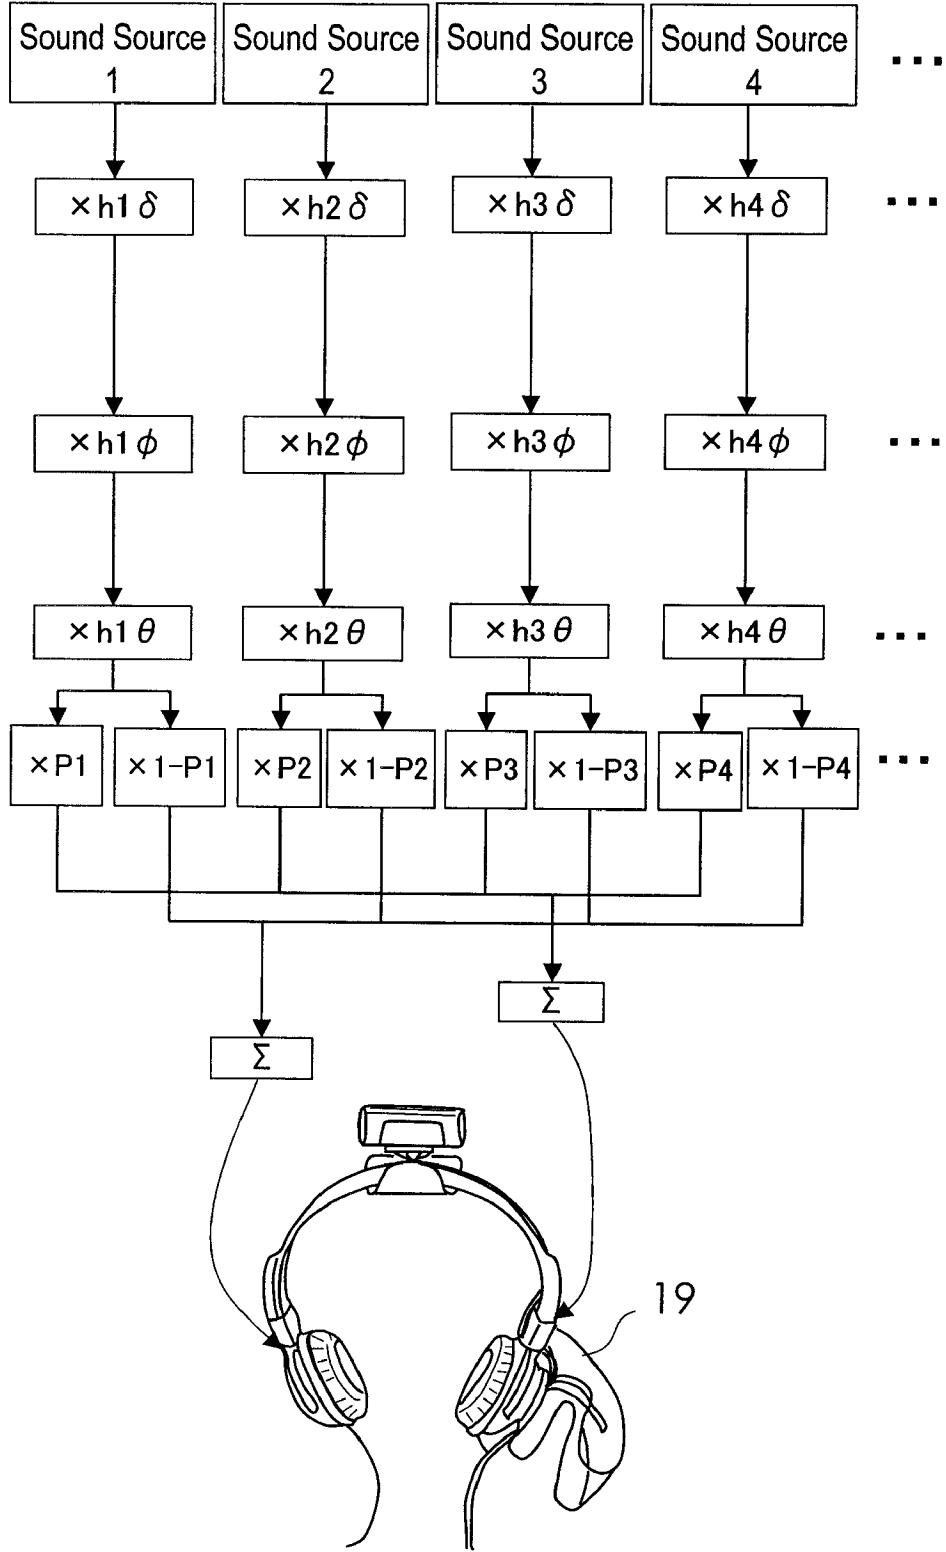 Sound Source 1
Sound Source 2
Sound Source 3
Sound Source 4
...
×h1δ
×h2δ
×h3δ
×h4δ
...
×h1φ
×h2φ
×h3φ
×h4φ
...
×h1θ
×h2θ
×h3θ
×h4θ
...
×P1
×1-P1
×P2
×1-P2
×P3
×1-P3
×P4
×1-P4
...
Σ
Σ
19